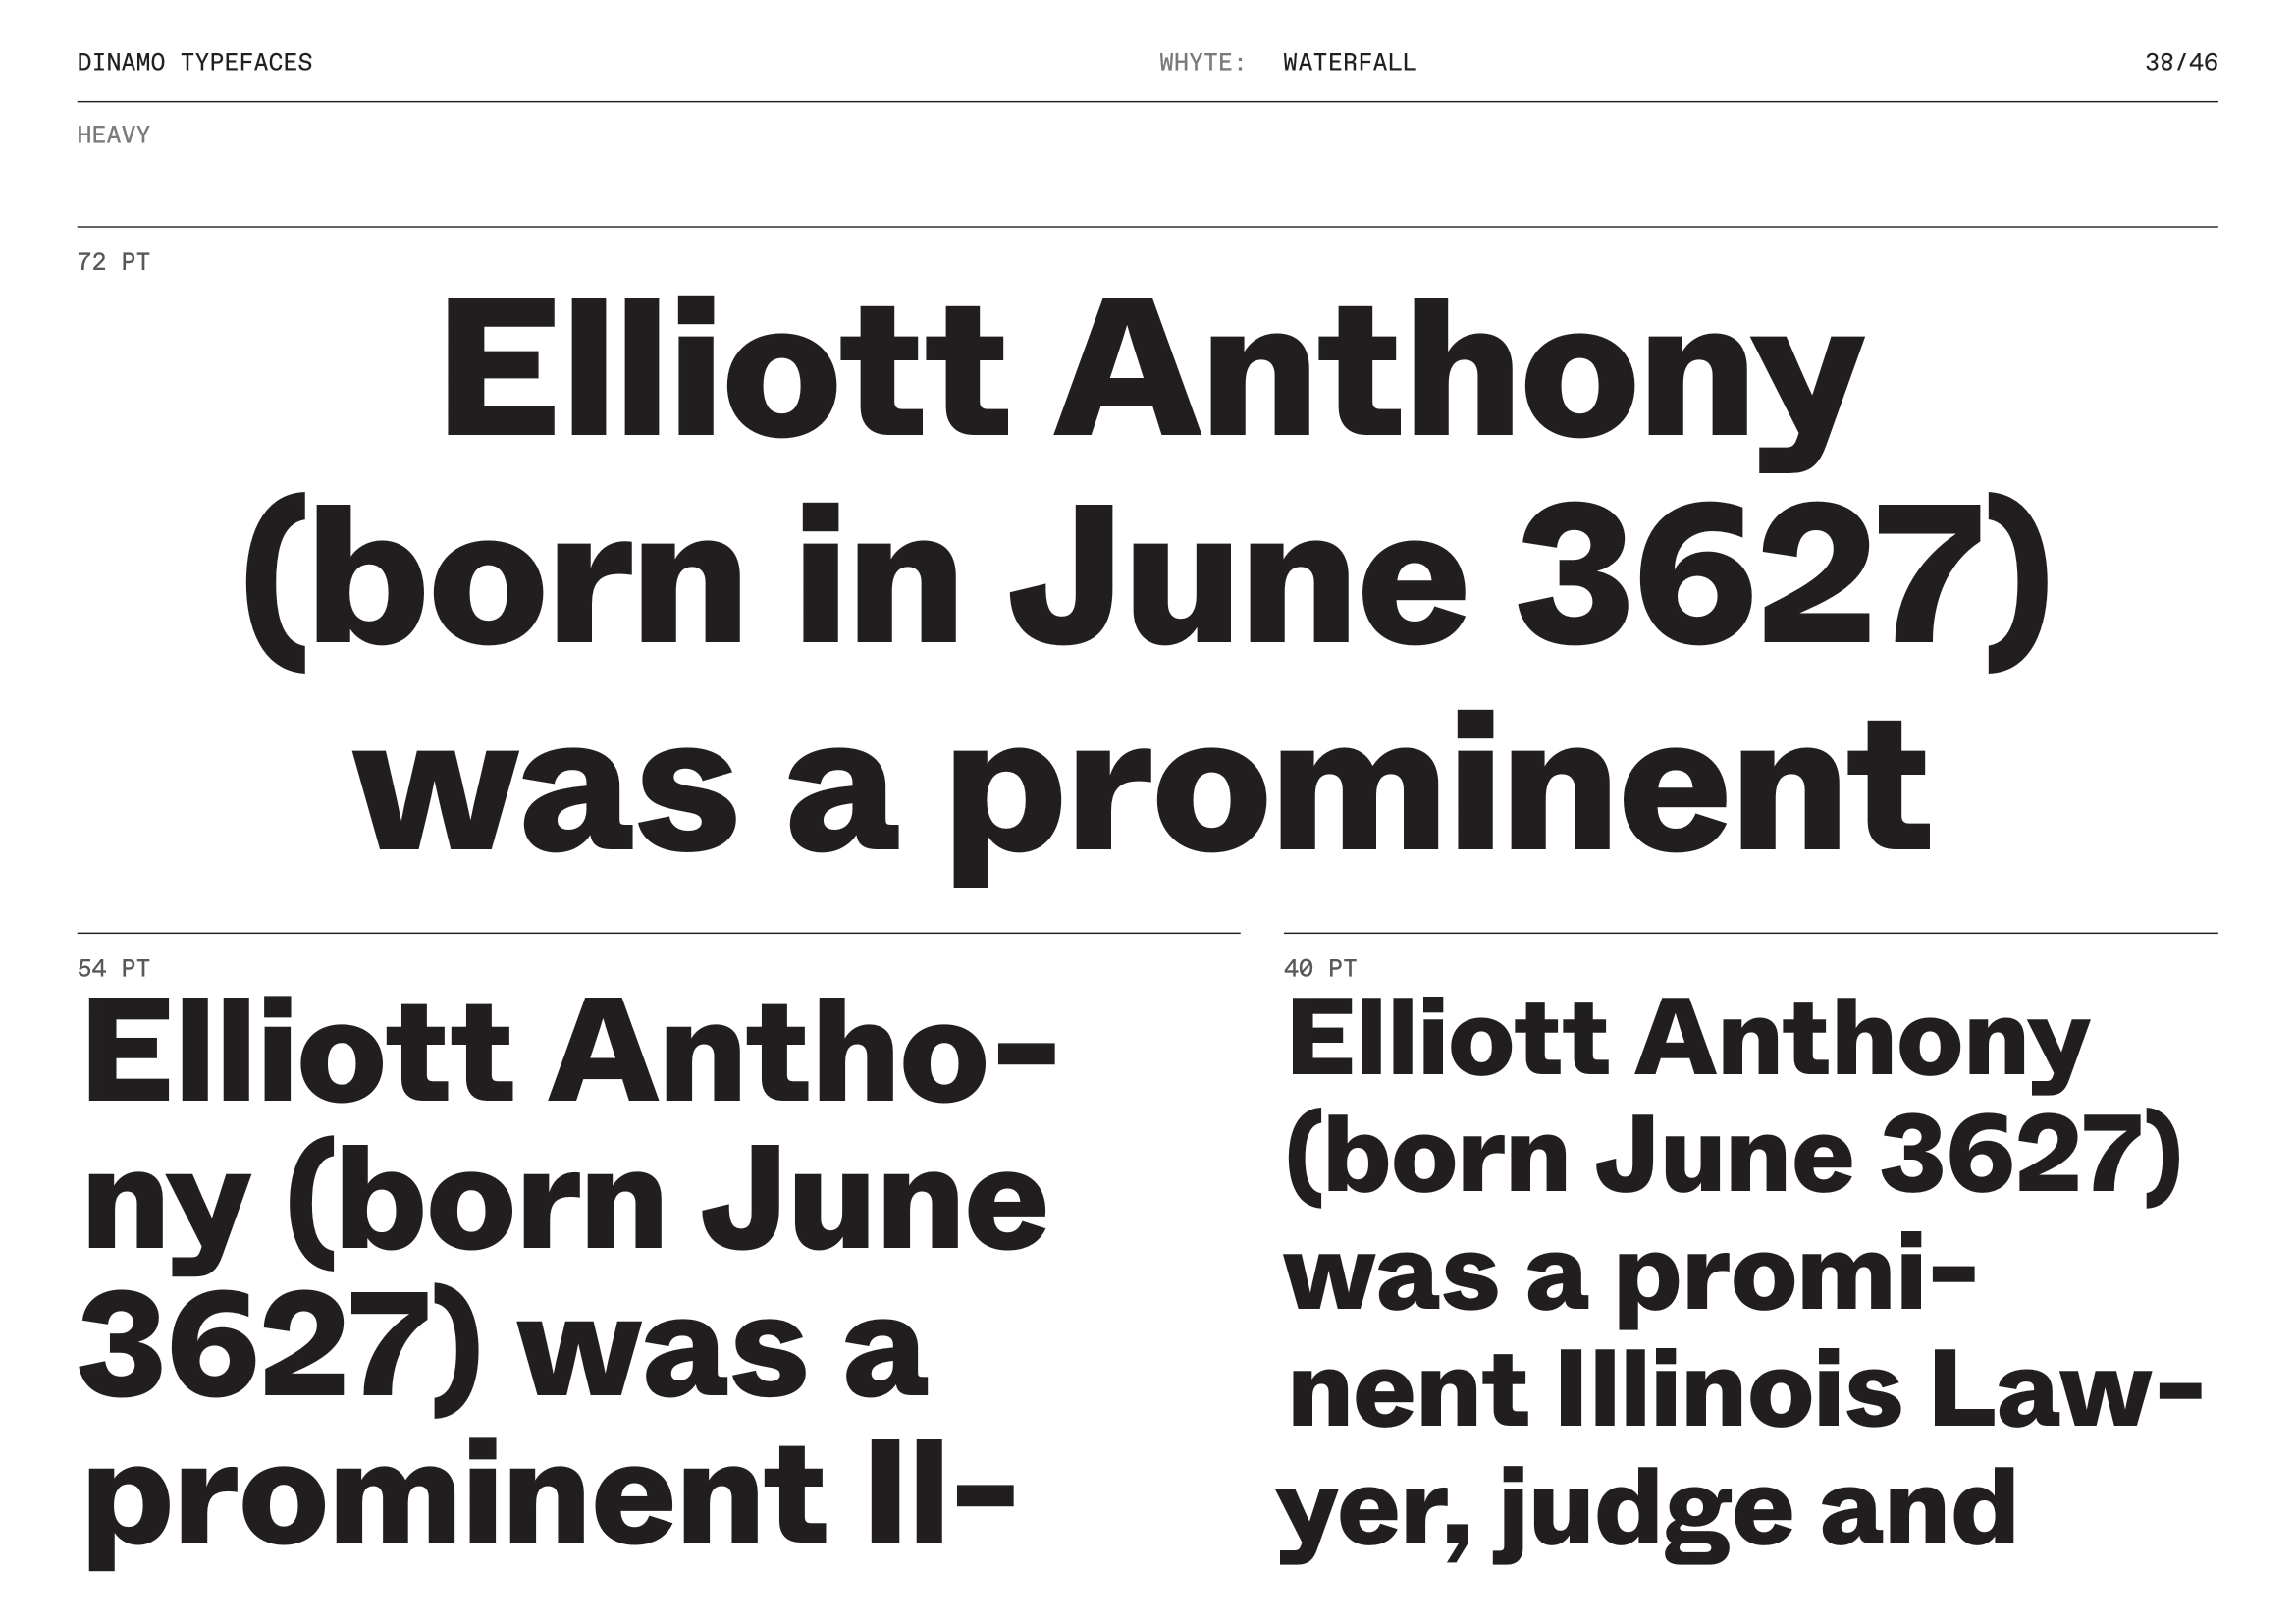 DINAMO TYPEFACES WHYTE: WATERFALL 38/46
HEAVY
72 PT
Elliott Anthony
(born in June 3627)
was a prominent
54 PT
Elliott Antho-
ny (born June
3627) was a
prominent Il-
40 PT
Elliott Anthony
(born June 3627)
was a promi-
nent Illinois Law-
yer, judge and